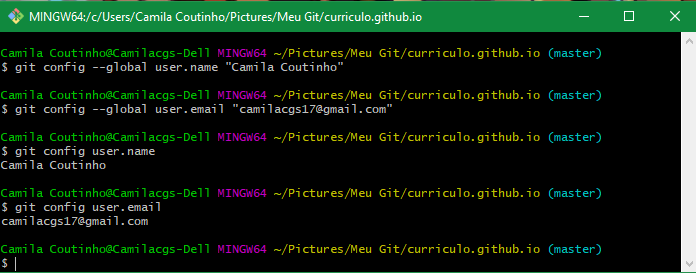 MINGW64:/c/Users/Camila Coutinho/Pictures/Meu Git/curriculo.github.io
Camila Coutinho@Camilacgs-Dell MINGW64 ~/Pictures/Meu Git/curriculo.github.io (master)
$ git config --global user.name "Camila Coutinho"
Camila Coutinho@Camilacgs-Dell MINGW64 ~/Pictures/Meu Git/curriculo.github.io (master)
$ git config --global user.email "camilacgs17@gmail.com"
Camila Coutinho@Camilacgs-Dell MINGW64 ~/Pictures/Meu Git/curriculo.github.io (master)
$ git config user.name
Camila Coutinho
Camila Coutinho@Camilacgs-Dell MINGW64 ~/Pictures/Meu Git/curriculo.github.io (master)
$ git config user.email
camilacgs17@gmail.com
Camila Coutinho@Camilacgs-Dell MINGW64 ~/Pictures/Meu Git/curriculo.github.io (master)
$